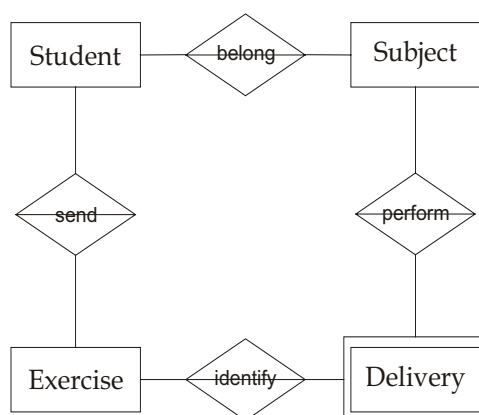 Student belong Subject
send perform
Exercise identify Delivery